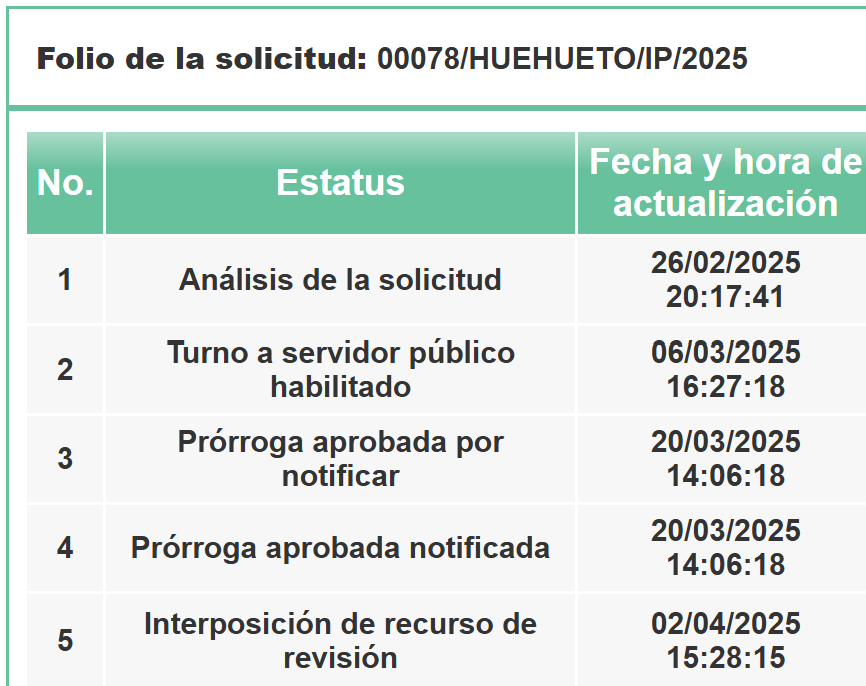 Folio de la solicitud: 00078/HUEHUETO/IP/2025
No. Estatus Fecha y hora de
actualización
1 Análisis de la solicitud 26/02/2025
20:17:41
2 Turno a servidor público
habilitado 06/03/2025
16:27:18
3 Prórroga aprobada por
notificar 20/03/2025
14:06:18
4 Prórroga aprobada notificada 20/03/2025
14:06:18
5 Interposición de recurso de
revisión 02/04/2025
15:28:15